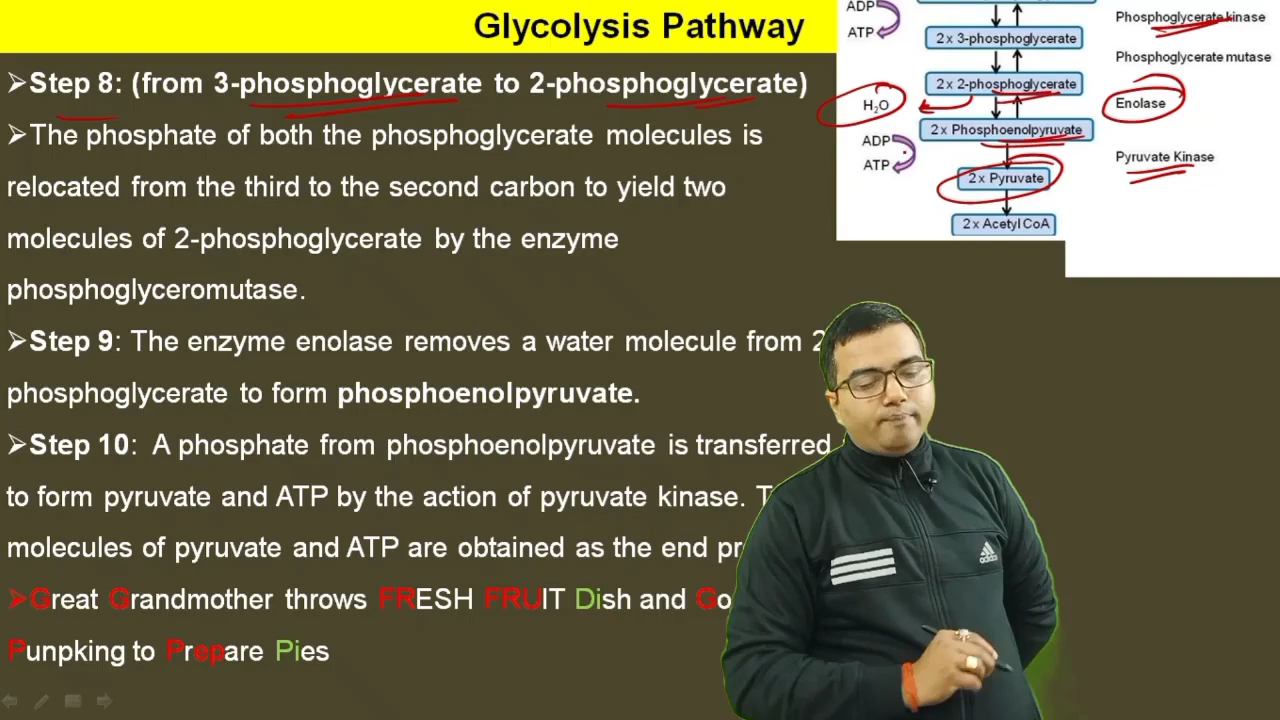 Glycolysis Pathway
➢Step 8: (from 3-phosphoglycerate to 2-phosphoglycerate)
➢The phosphate of both the phosphoglycerate molecules is
relocated from the third to the second carbon to yield two
molecules of 2-phosphoglycerate by the enzyme
phosphoglyceromutase.
➢Step 9: The enzyme enolase removes a water molecule from 2
phosphoglycerate to form phosphoenolpyruvate.
➢Step 10: A phosphate from phosphoenolpyruvate is transferred
to form pyruvate and ATP by the action of pyruvate kinase.
molecules of pyruvate and ATP are obtained as the end
➢Great Grandmother throws FRESH FRUIT Dish and
Punpking to Prepare Pies
ADP
ATP
2 x 3-phosphoglycerate
2 x 2-phosphoglycerate
H₂O
2 x Phosphoenolpyruvate
ADP
ATP
2 x Pyruvate
2 x Acetyl CoA
Phosphoglycerate kinase
Phosphoglycerate mutase
Enolase
Pyruvate Kinase
adidas